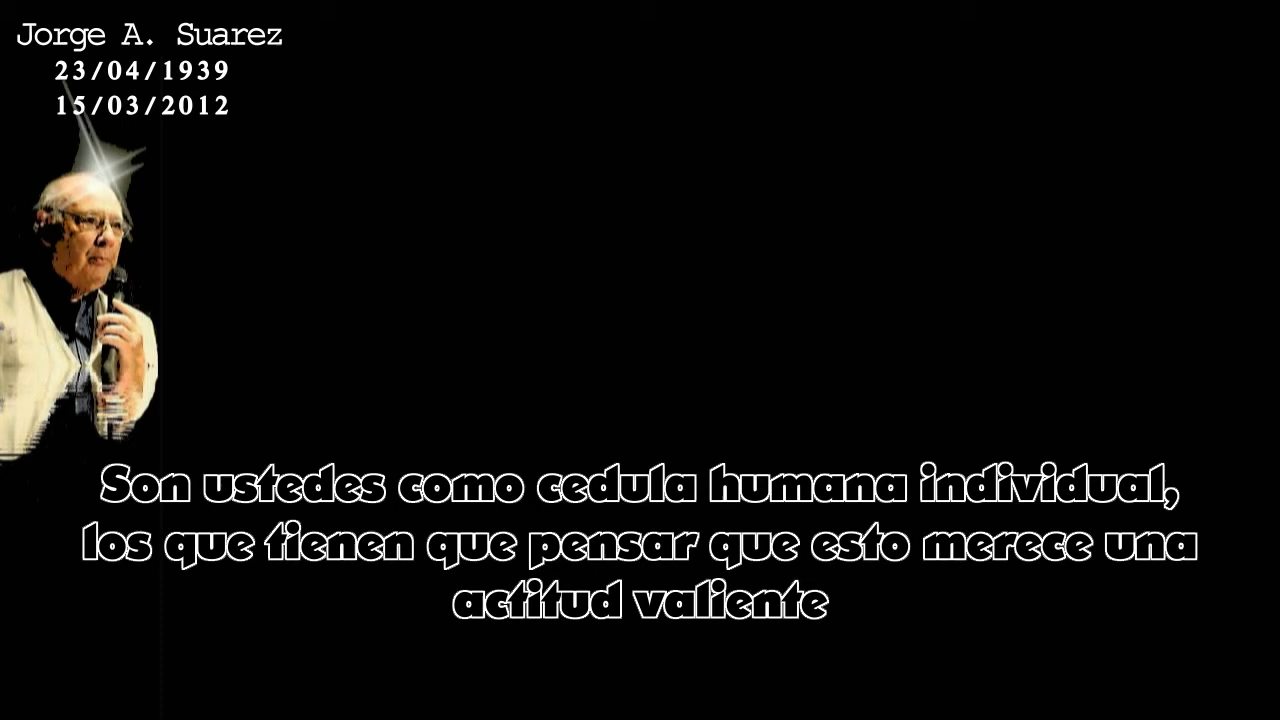 Jorge A. Suarez
23/04/1939
15/03/2012
Son ustedes como cedula humana individual,
los que tienen que pensar que esto merece una
actitud valiente